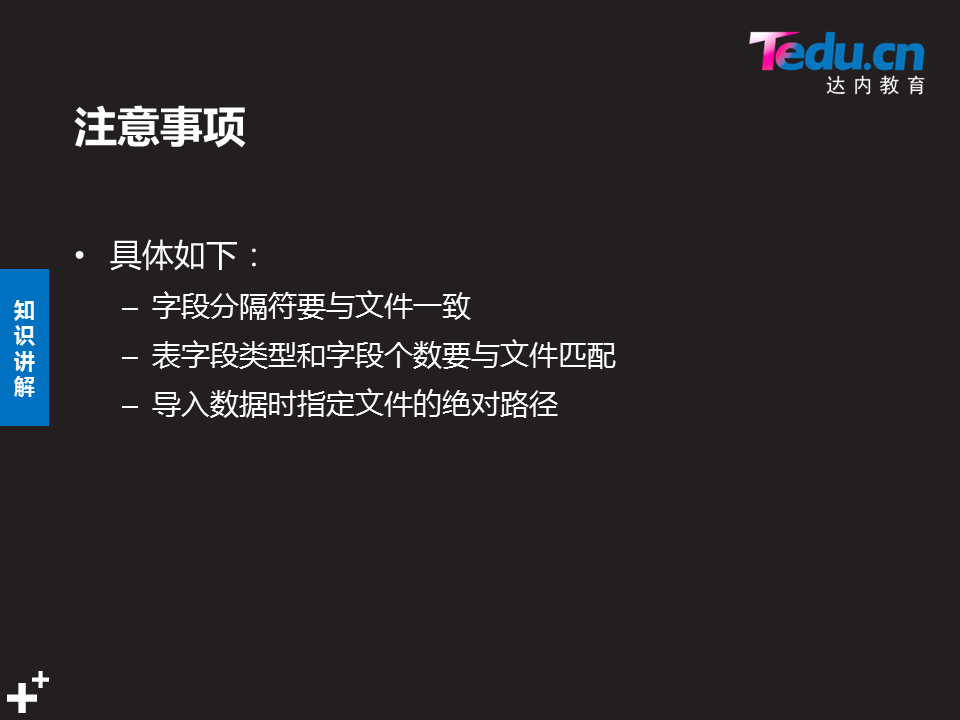 Tedu.cn
达内教育
注意事项
• 具体如下：
– 字段分隔符要与文件一致
– 表字段类型和字段个数要与文件匹配
– 导入数据时指定文件的绝对路径
知识讲解